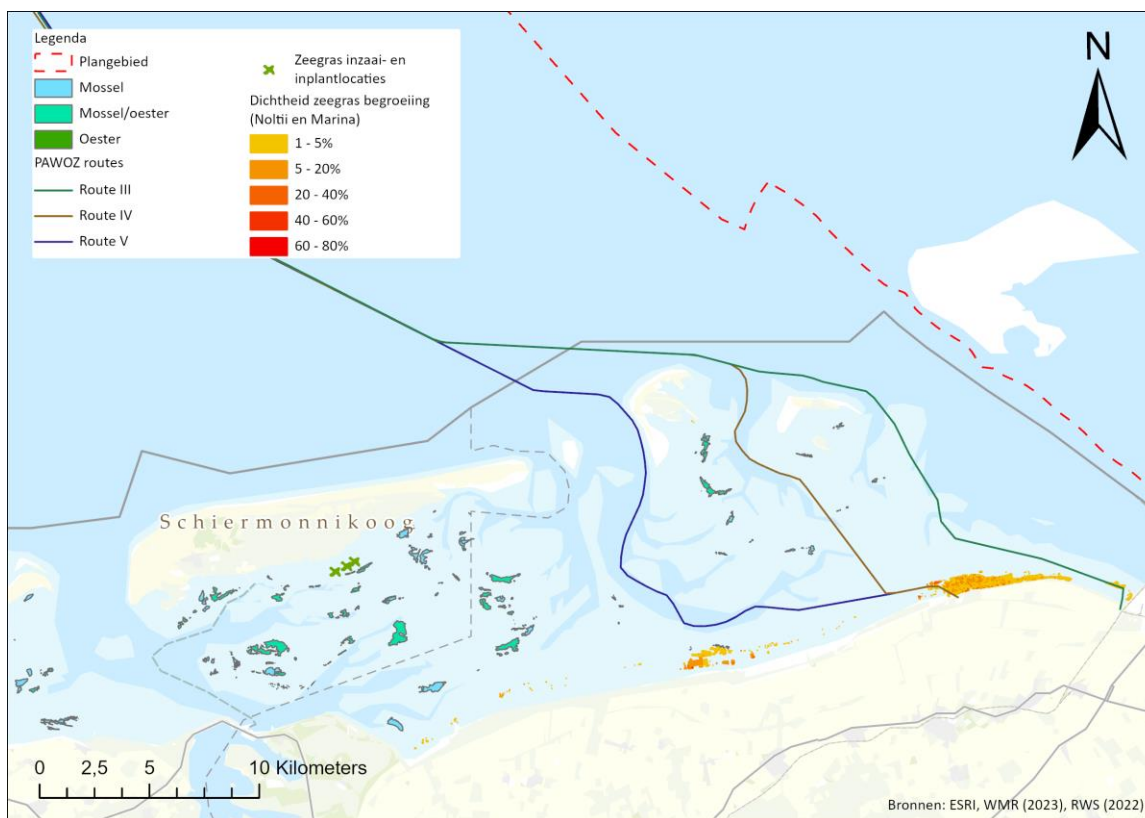 Legenda
Plangebied
Mossel
Mossel/oester
Oester
PAWOZ routes
Route III
Route IV
Route V
Zeegras inzaai- en
inplantlocaties
Dichtheid zeegras begroeiing
(Noltii en Marina)
1 - 5%
5 - 20%
20 - 40%
40 - 60%
60 - 80%
N
Schiermonnikoog
0 2,5 5 10 Kilometers
Bronnen: ESRI, WMR (2023), RWS (2022)